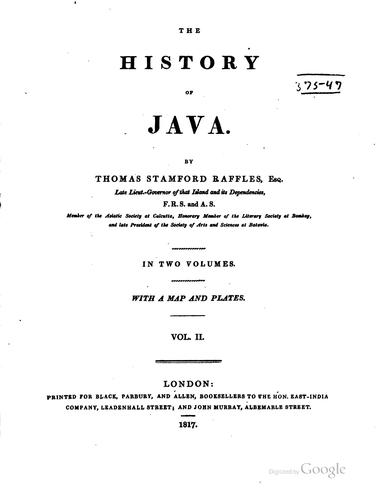 THE
HISTORY
OF
JAVA.
375-47
BY
THOMAS STAMFORD RAFFLES, Esq.
Late Lieut.-Governor of that Island and its Dependencies,
F.R.S. and A.S.
Member of the Asiatic Society at Calcutta, Honorary Member of the Literary Society at Bombay,
and late President of the Society of Arts and Sciences at Batavia.
IN TWO VOLUMES.
WITH A MAP AND PLATES.
VOL. II.
LONDON:
PRINTED FOR BLACK, PARBURY, AND ALLEN, BOOKSELLERS TO THE HON. EAST-INDIA
COMPANY, LEADENHALL STREET; AND JOHN MURRAY, ALBEMARLE STREET.
1817.
Digitized by Google